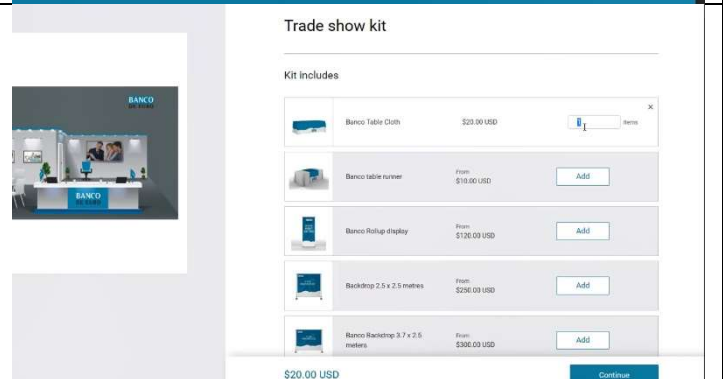 Trade show kit
Kit includes
BANCO
BANCO
Banco Table Cloth
$20.00 USD
1
Items
Banco table runner
From
$10.00 USD
Add
Banco Rollup display
From
$120.00 USD
Add
Backdrop 2.5 x 2.5 metres
From
$250.00 USD
Add
Banco Backdrop 3.7 x 2.5
meters
From
$300.00 USD
Add
$20.00 USD
Continue